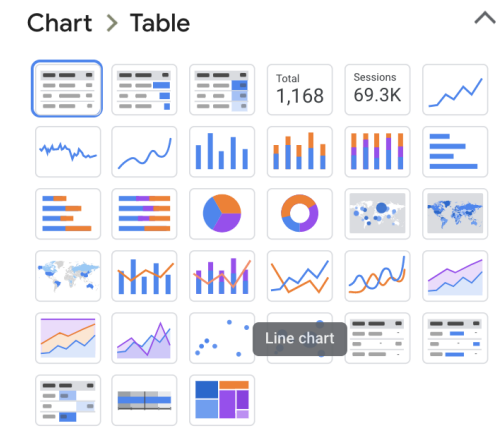 Chart > Table
Total
1,168
Sessions
69.3K
Line chart